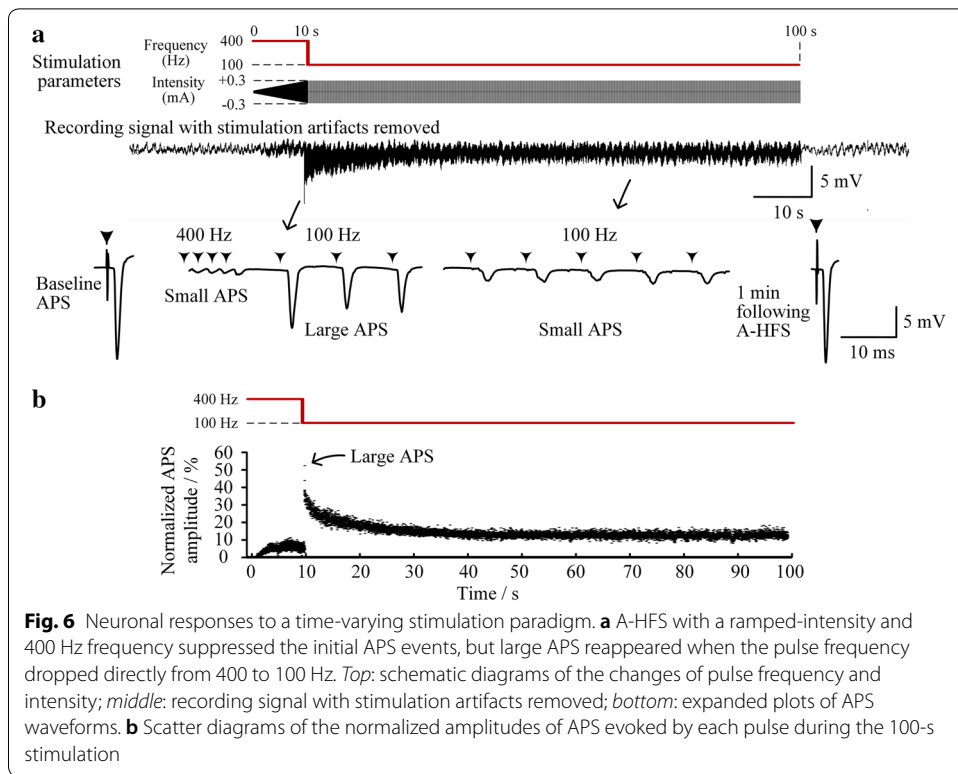 a
0 10 s 100 s
Stimulation parameters
Frequency (Hz)
400
100
Intensity (mA)
+0.3
-0.3
Recording signal with stimulation artifacts removed
5 mV
10 s
400 Hz 100 Hz 100 Hz
Baseline APS
Small APS
Large APS
Small APS
1 min following A-HFS
5 mV
10 ms
b
400 Hz
100 Hz
Normalized APS amplitude / %
60
50
40
30
20
10
0
Large APS
0 10 20 30 40 50 60 70 80 90 100
Time / s
Fig. 6 Neuronal responses to a time-varying stimulation paradigm. a A-HFS with a ramped-intensity and
400 Hz frequency suppressed the initial APS events, but large APS reappeared when the pulse frequency
dropped directly from 400 to 100 Hz. Top: schematic diagrams of the changes of pulse frequency and
intensity; middle: recording signal with stimulation artifacts removed; bottom: expanded plots of APS
waveforms. b Scatter diagrams of the normalized amplitudes of APS evoked by each pulse during the 100-s
stimulation